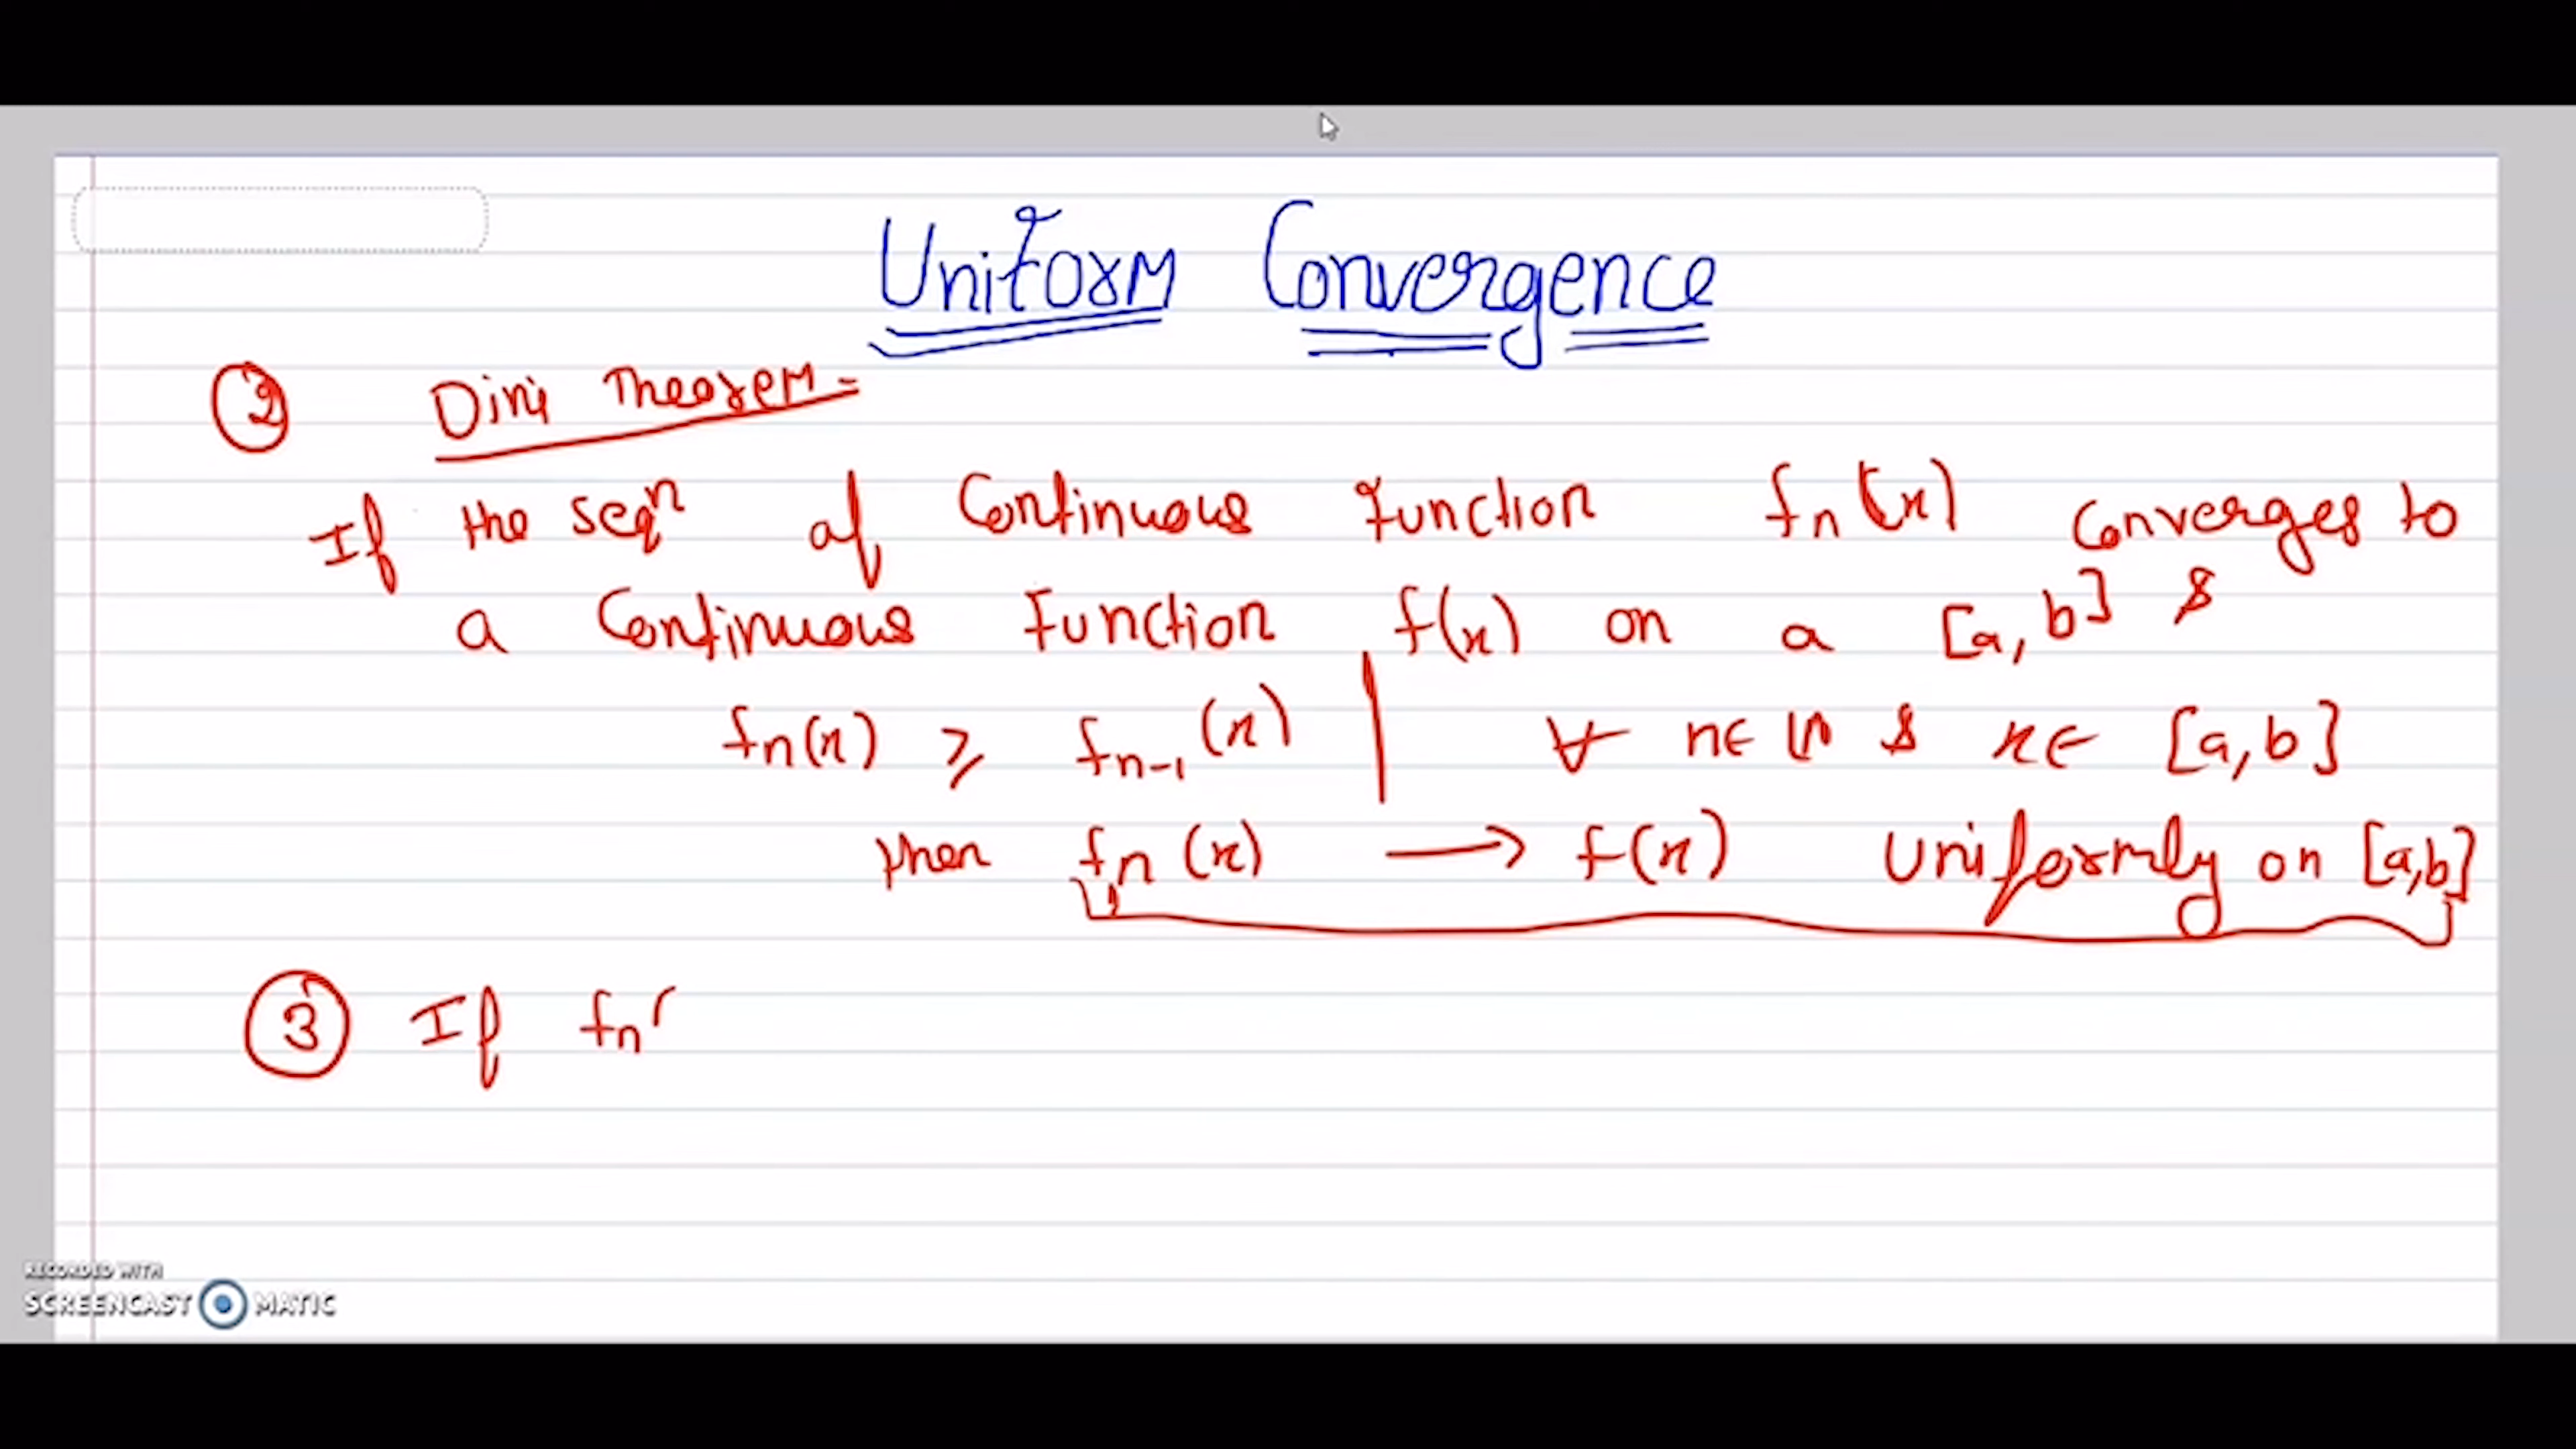 Uniform Convergence
② Dini Theorem -
If the seqⁿ of Continuous function fₙ(x) Converges to
a Continuous Function f(x) on a [a, b] &
fₙ(x) ⩾ fₙ₋₁(x) | ∀ n∈ ℕ & x∈ [a, b]
then fₙ(x) ⟶ f(x) Uniformly on [a,b]
③ If fₙ(
RECORDED WITH
SCREENCAST MATIC